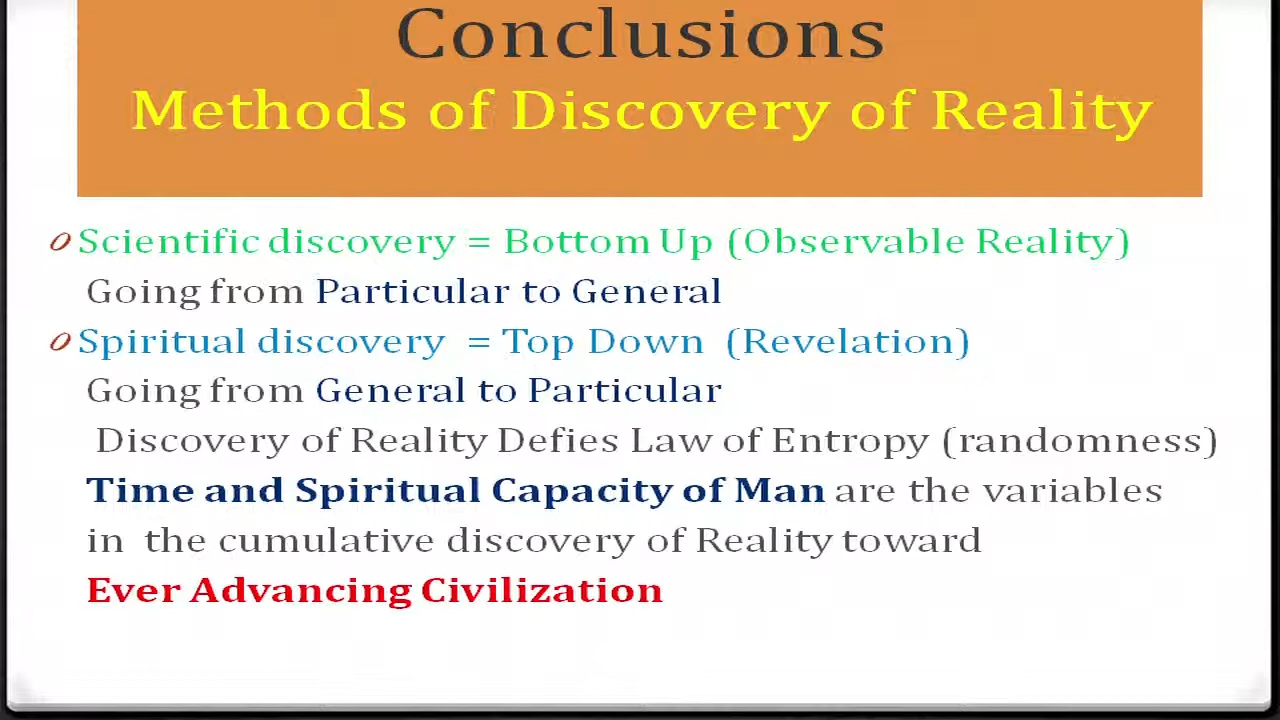 Conclusions
Methods of Discovery of Reality
Scientific discovery = Bottom Up (Observable Reality)
Going from Particular to General
Spiritual discovery = Top Down (Revelation)
Going from General to Particular
Discovery of Reality Defies Law of Entropy (randomness)
Time and Spiritual Capacity of Man are the variables
in the cumulative discovery of Reality toward
Ever Advancing Civilization